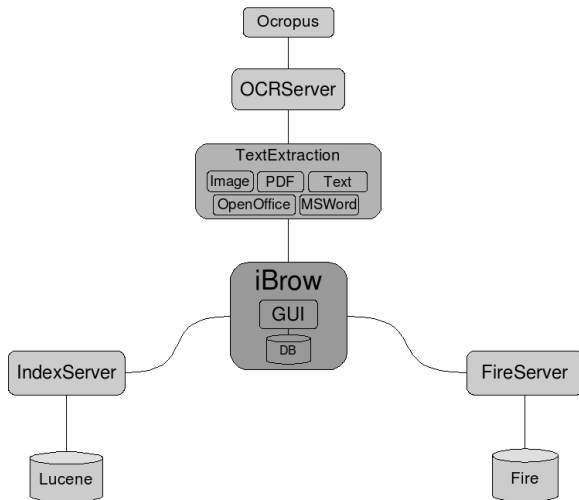 Ocropus
OCRServer
TextExtraction
Image PDF Text
OpenOffice MSWord
iBrow
GUI
DB
IndexServer FireServer
Lucene Fire